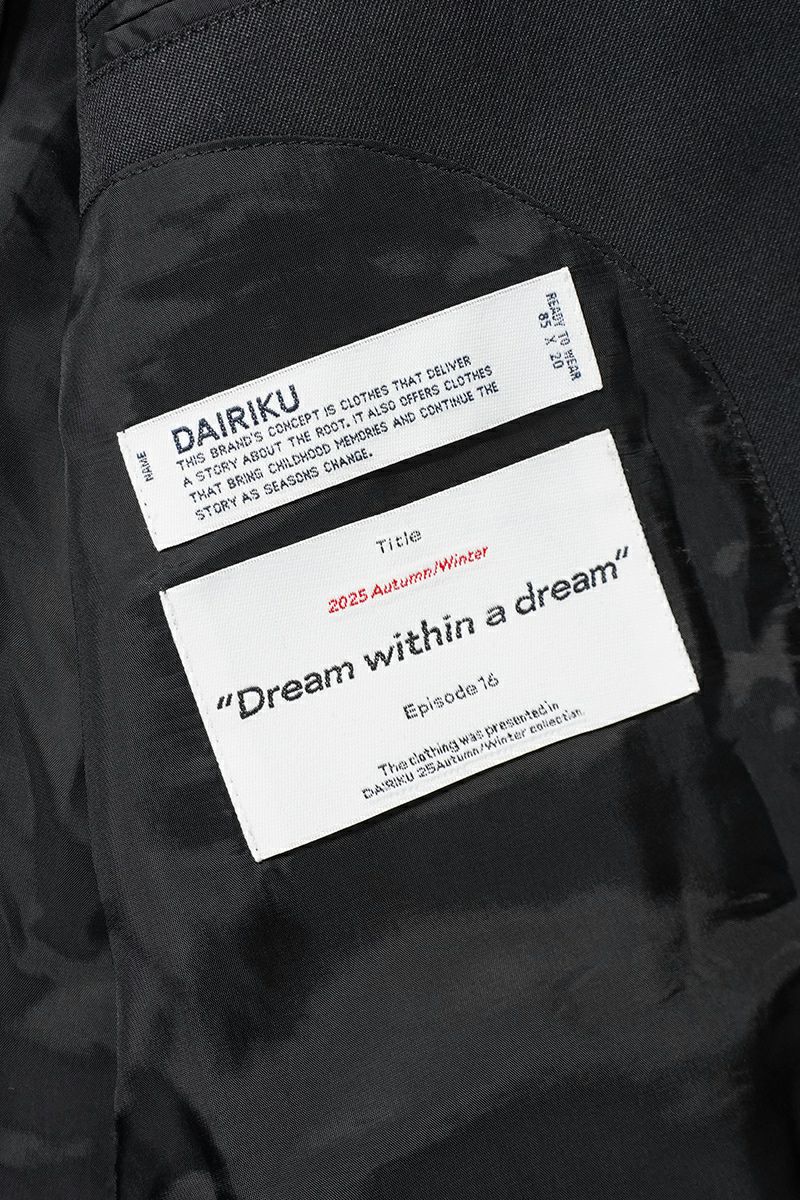 READY TO WEAR
85 X 20
NAME
DAIRIKU
THIS BRAND'S CONCEPT IS CLOTHES THAT DELIVER
A STORY ABOUT THE ROOT. IT ALSO OFFERS CLOTHES
THAT BRING CHILDHOOD MEMORIES AND CONTINUE THE
STORY AS SEASONS CHANGE.
Title
2025 Autumn/Winter
“Dream within a dream“
Episode 16
The clothing was presented in
DAIRIKU 25Autumn/Winter collection.